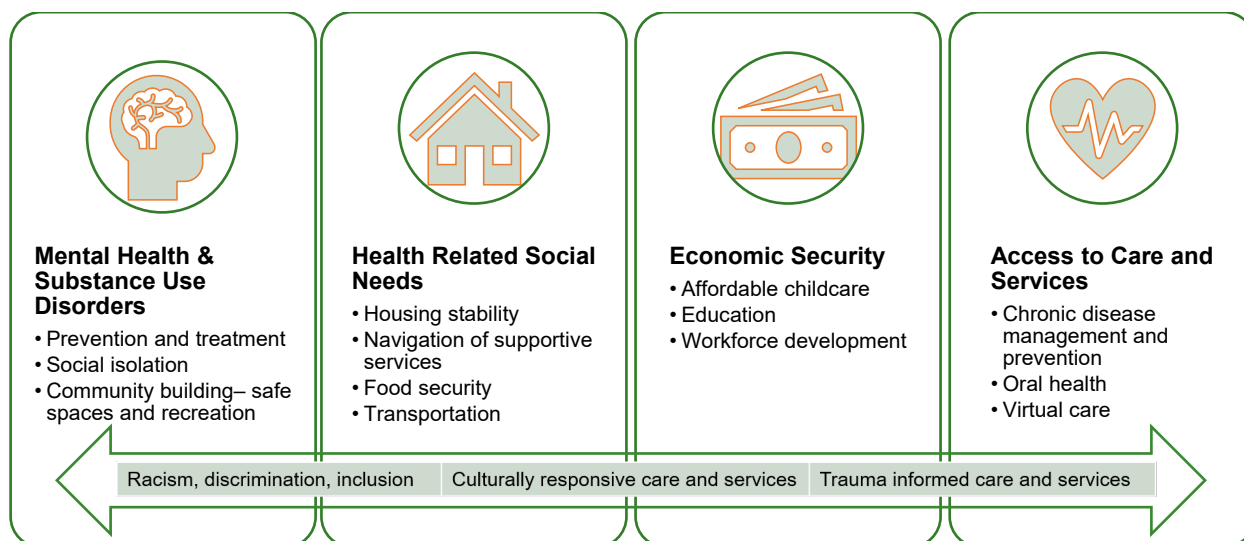 Mental Health &
Substance Use
Disorders
• Prevention and treatment
• Social isolation
• Community building– safe
spaces and recreation
Health Related Social
Needs
• Housing stability
• Navigation of supportive
services
• Food security
• Transportation
Economic Security
• Affordable childcare
• Education
• Workforce development
Access to Care and
Services
• Chronic disease
management and
prevention
• Oral health
• Virtual care
Racism, discrimination, inclusion
Culturally responsive care and services
Trauma informed care and services